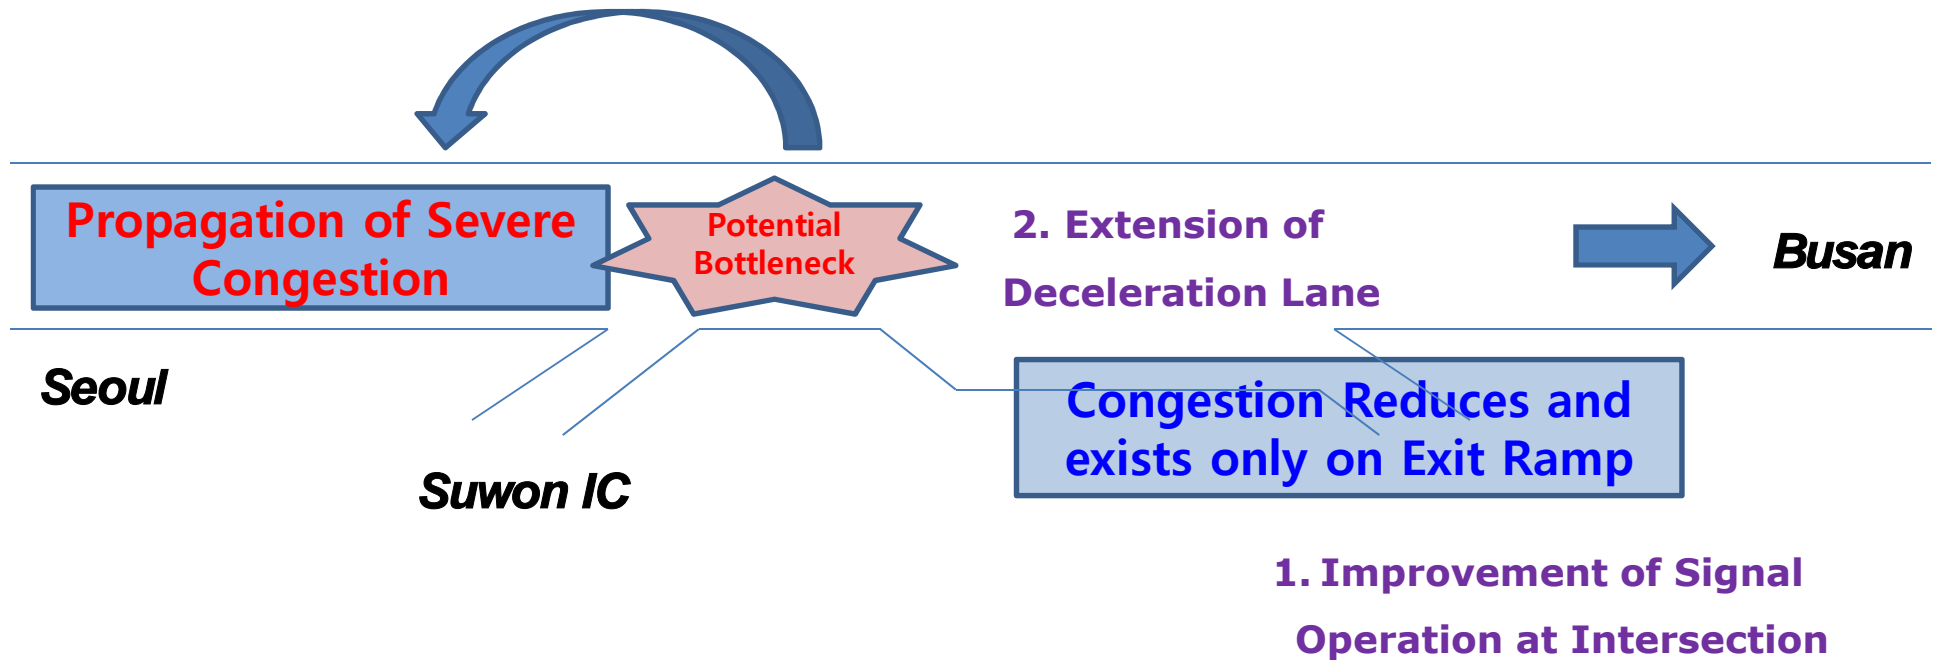 Propagation of Severe
Congestion
Potential
Bottleneck
2. Extension of
Deceleration Lane
Busan
Seoul
Congestion Reduces and
exists only on Exit Ramp
Suwon IC
1. Improvement of Signal
Operation at Intersection